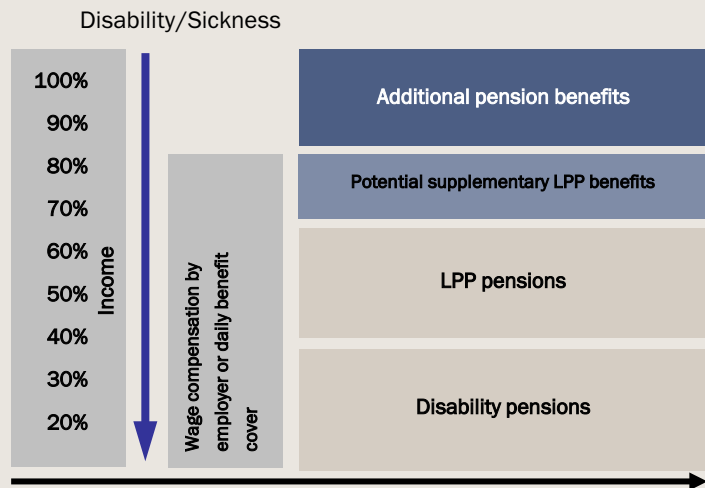 Disability/Sickness
100%
90%
80%
70%
60%
50%
40%
30%
20%
Income
Wage compensation by
employer or daily benefit
cover
Additional pension benefits
Potential supplementary LPP benefits
LPP pensions
Disability pensions